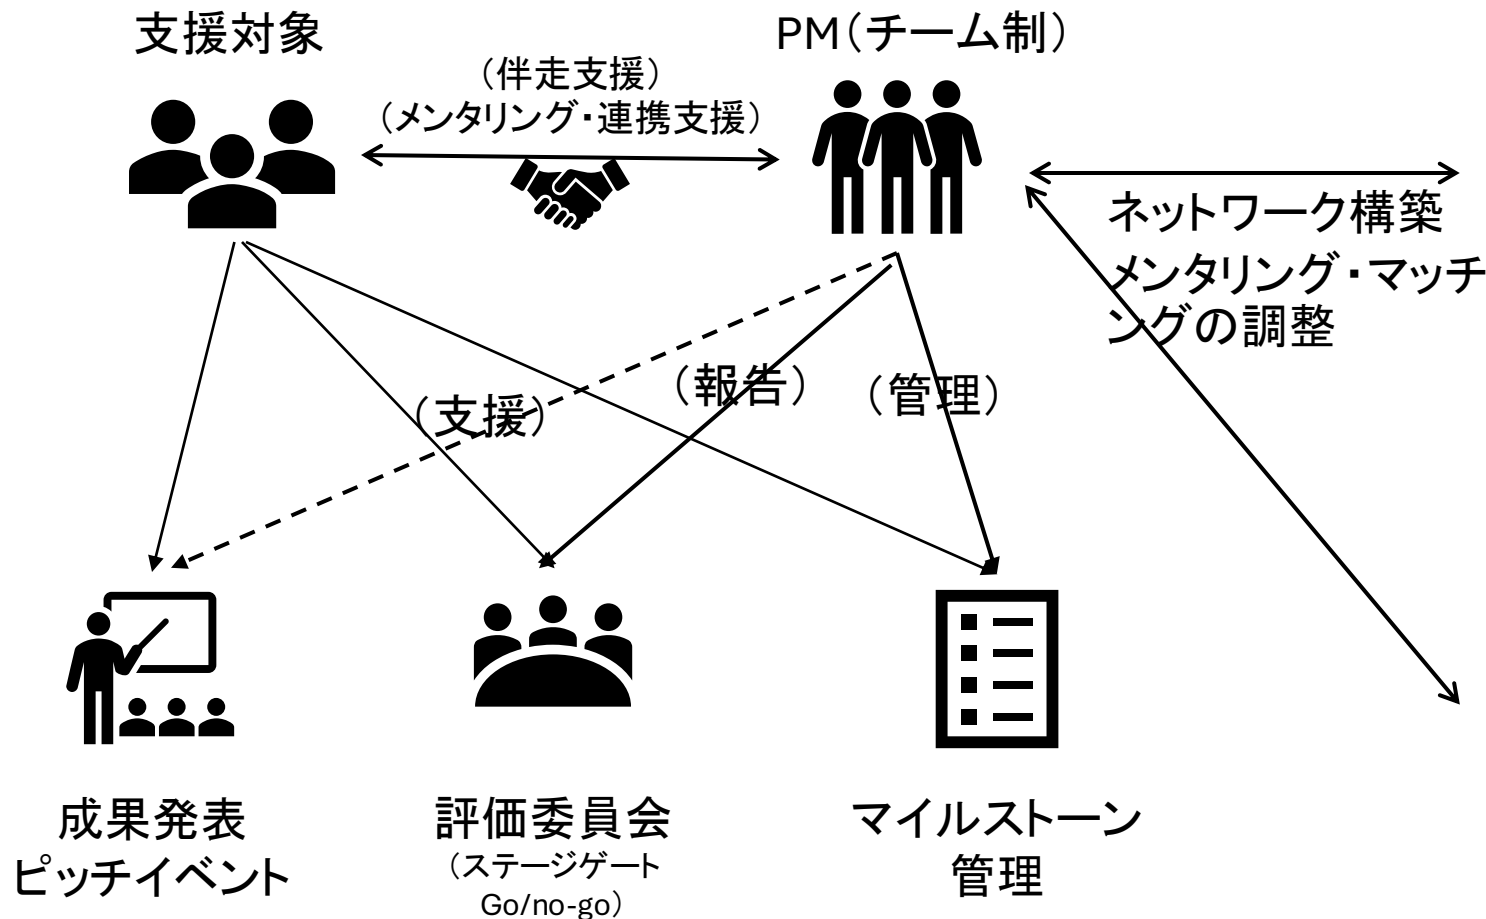 支援対象
PM(チーム制)
(伴走支援)
(メンタリング・連携支援)
ネットワーク構築
メンタリング・マッチ
ングの調整
(支援)
(報告)
(管理)
成果発表
ピッチイベント
評価委員会
(ステージゲート
Go/no-go)
マイルストーン
管理